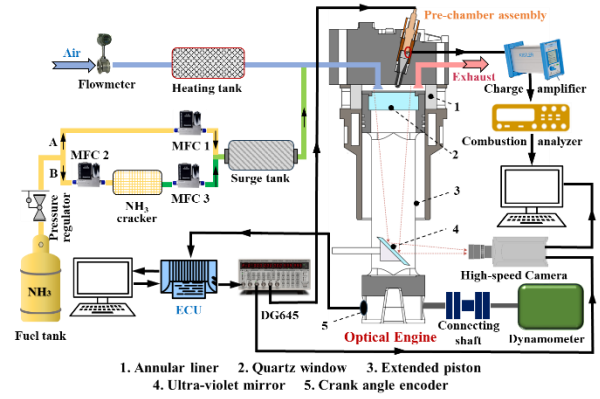 Pre-chamber assembly
Air
Flowmeter
Heating tank
Exhaust
Charge
amplifier
1
A
MFC 1
Combustion
analyzer
B
MFC 2
2
Surge tank
NH₃
cracker
MFC 3
3
Pressure
regulator
4
NH₃
High-speed Camera
ECU
DG645
5
Optical Engine
Connecting
shaft
Dynamometer
Fuel tank
1. Annular liner 2. Quartz window 3. Extended piston
4. Ultra-violet mirror 5. Crank angle encoder